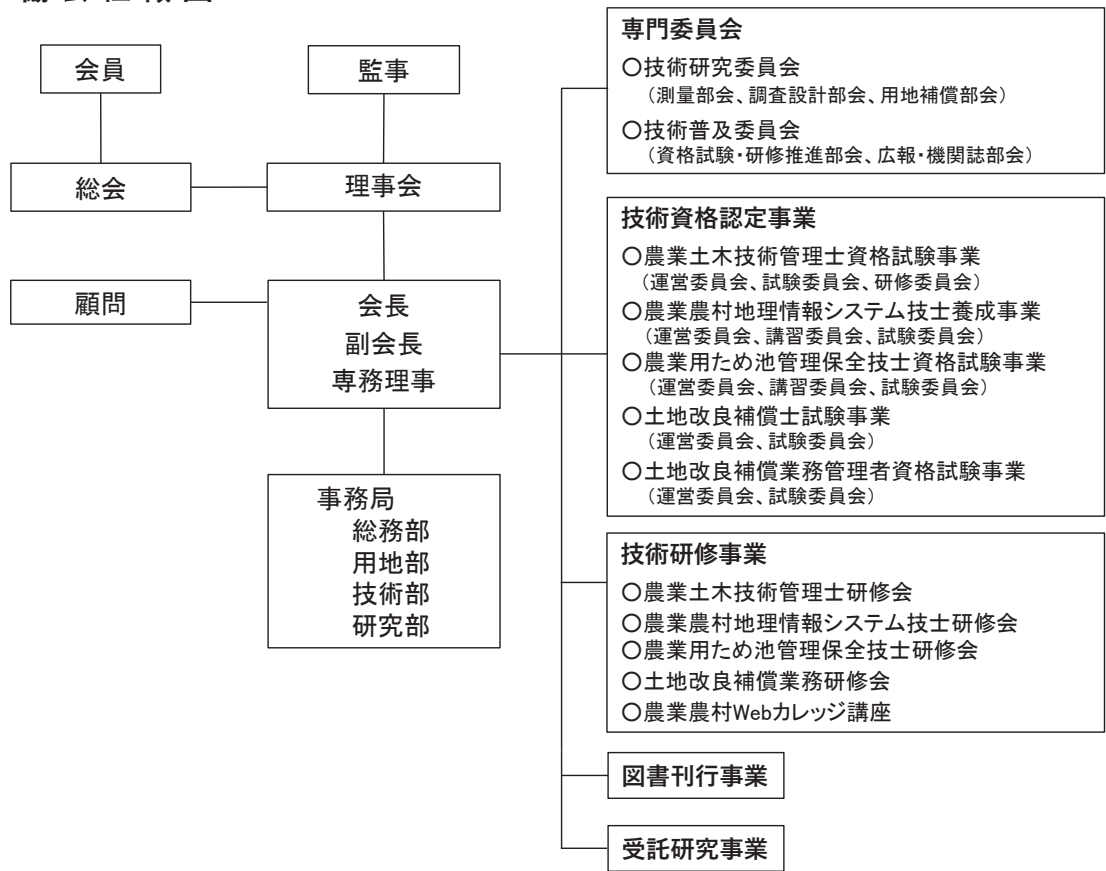 会員
監事
総会
理事会
顧問
会長
副会長
専務理事
事務局
総務部
用地部
技術部
研究部
専門委員会
〇技術研究委員会
（測量部会、調査設計部会、用地補償部会）
〇技術普及委員会
（資格試験・研修推進部会、広報・機関誌部会）
技術資格認定事業
〇農業土木技術管理士資格試験事業
（運営委員会、試験委員会、研修委員会）
〇農業農村地理情報システム技士養成事業
（運営委員会、講習委員会、試験委員会）
〇農業用ため池管理保全技士資格試験事業
（運営委員会、講習委員会、試験委員会）
〇土地改良補償士試験事業
（運営委員会、試験委員会）
〇土地改良補償業務管理者資格試験事業
（運営委員会、試験委員会）
技術研修事業
〇農業土木技術管理士研修会
〇農業農村地理情報システム技士研修会
〇農業用ため池管理保全技士研修会
〇土地改良補償業務研修会
〇農業農村Webカレッジ講座
図書刊行事業
受託研究事業